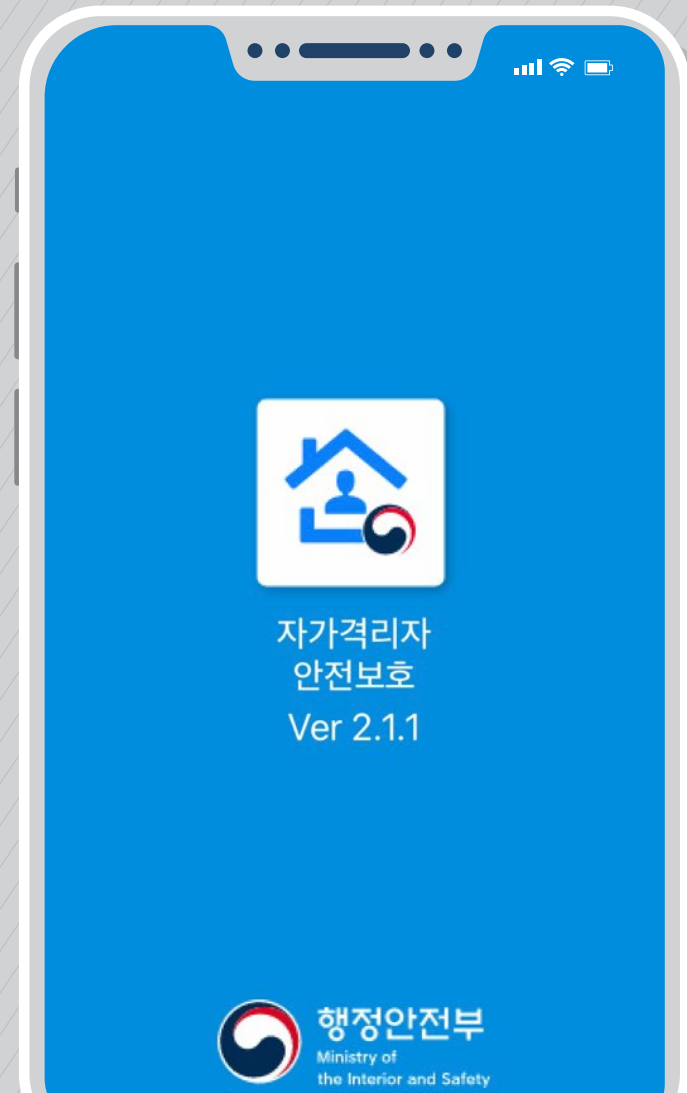 자가격리자
안전보호
Ver 2.1.1
행정안전부
Ministry of
the Interior and Safety